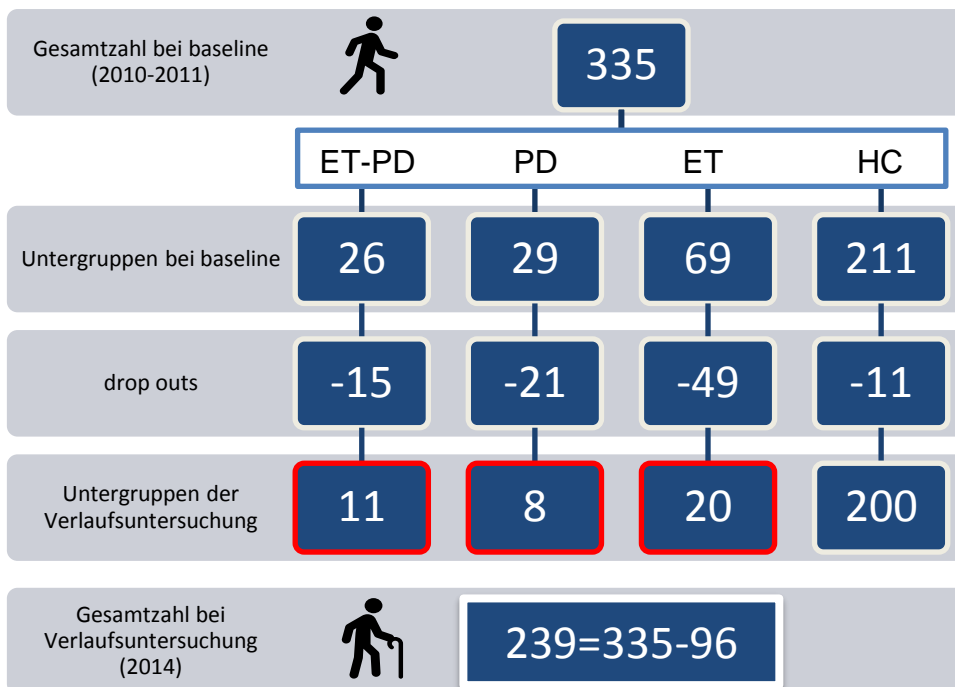 Gesamtzahl bei baseline
(2010-2011)
335
ET-PD PD ET HC
Untergruppen bei baseline
26 29 69 211
drop outs
-15 -21 -49 -11
Untergruppen der
Verlaufsuntersuchung
11 8 20 200
Gesamtzahl bei
Verlaufsuntersuchung
(2014)
239=335-96